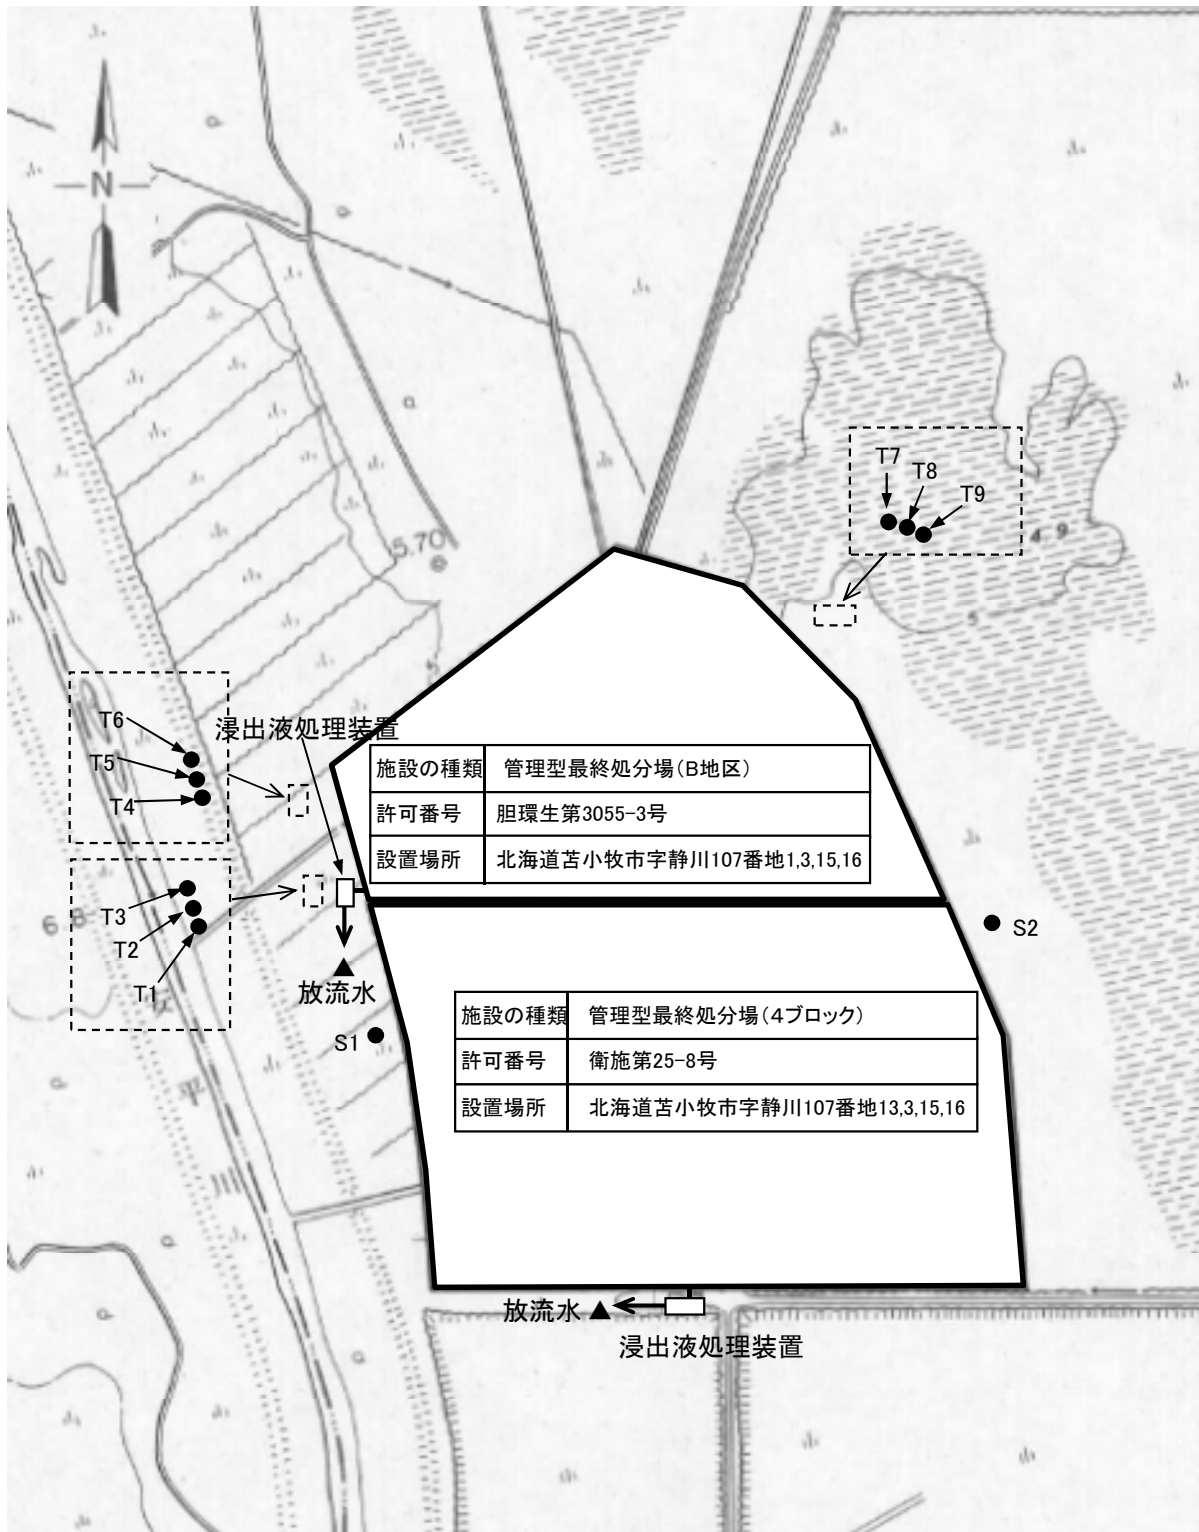 N
5.70
T7
T8
T9
4 9
5
5
T6
T5
T4
浸出液処理装置
施設の種類 管理型最終処分場(B地区)
許可番号 胆環生第3055-3号
設置場所 北海道苫小牧市字静川107番地1,3,15,16
T3
T2
T1
6.8
放流水
S1
S2
施設の種類 管理型最終処分場(4ブロック)
許可番号 衛施第25-8号
設置場所 北海道苫小牧市字静川107番地13,3,15,16
放流水
浸出液処理装置